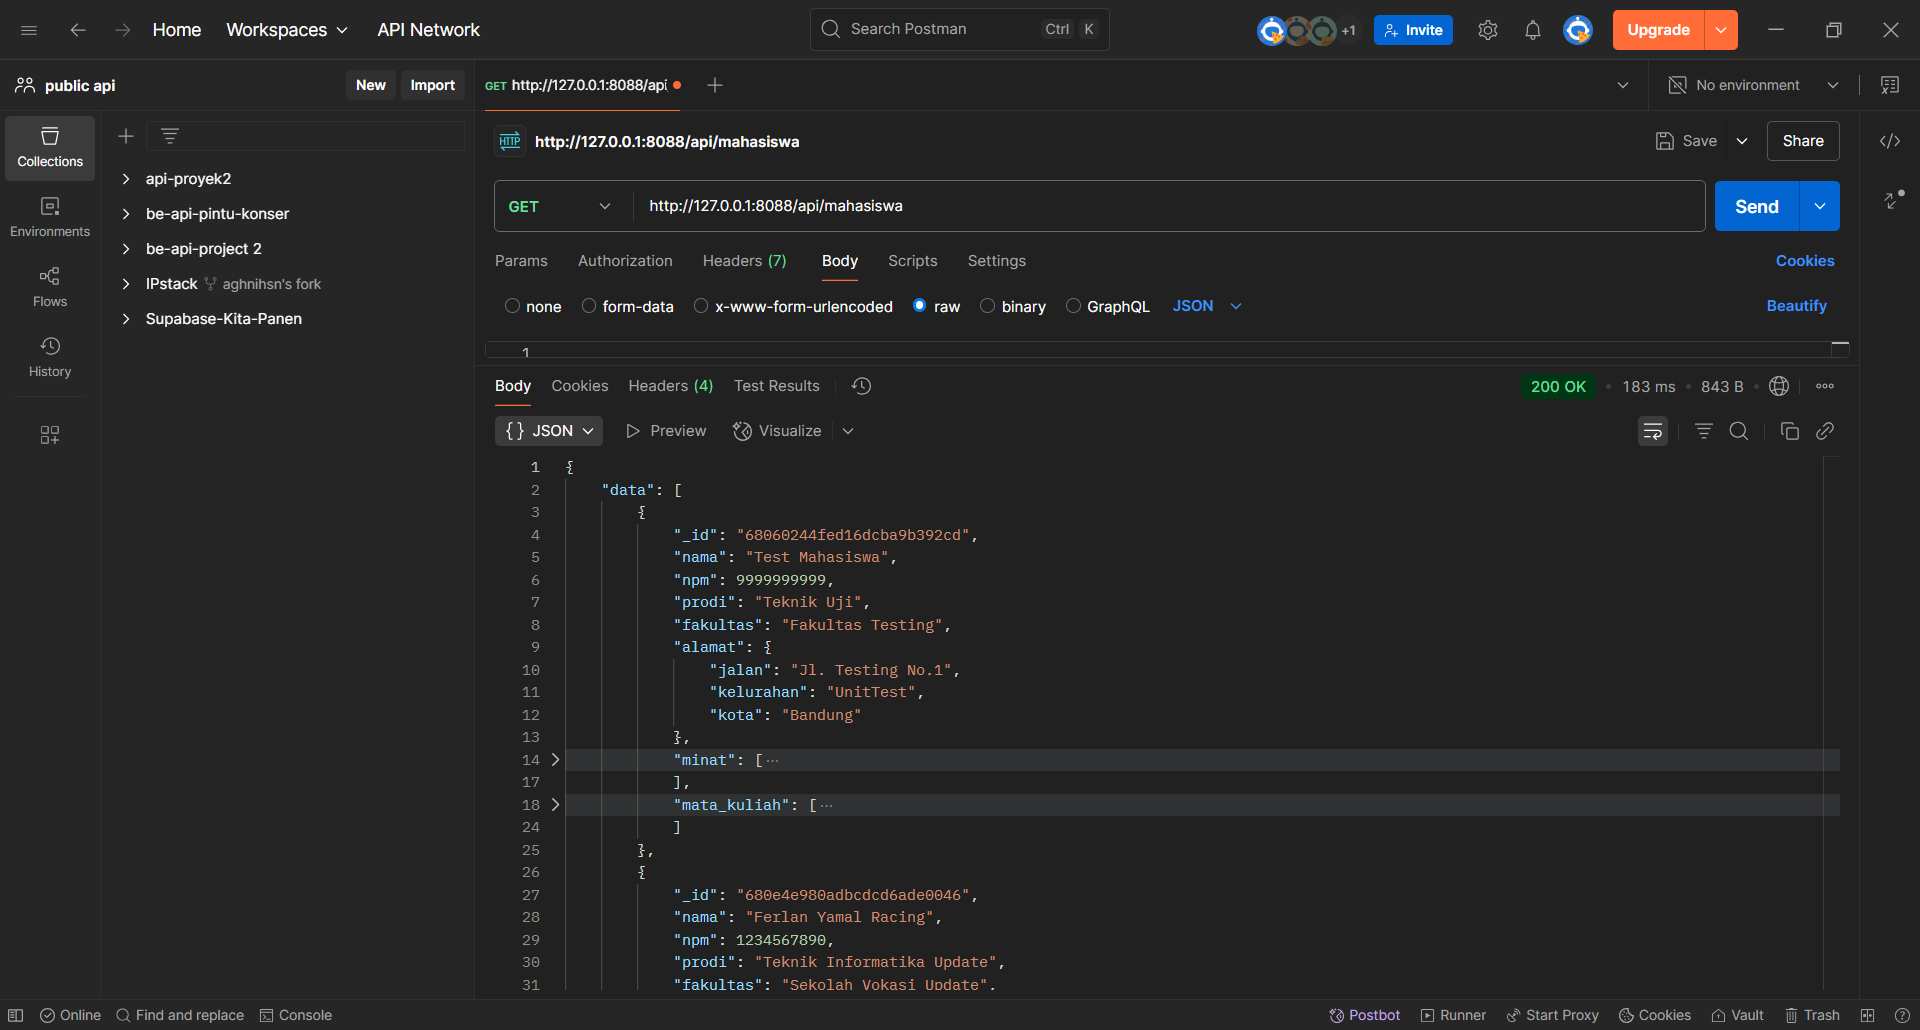 Home Workspaces API Network Search Postman Ctrl K +1 Invite Upgrade
public api New Import GET http://127.0.0.1:8088/api No environment
HTTP http://127.0.0.1:8088/api/mahasiswa Save Share
Collections
Environments
Flows
History
api-proyek2
be-api-pintu-konser
be-api-project 2
IPstack aghnihsn's fork
Supabase-Kita-Panen
GET http://127.0.0.1:8088/api/mahasiswa Send
Params Authorization Headers (7) Body Scripts Settings Cookies
none form-data x-www-form-urlencoded raw binary GraphQL JSON Beautify
1
Body Cookies Headers (4) Test Results 200 OK 183 ms 843 B
{} JSON Preview Visualize
1 {
2 "data": [
3 {
4 "_id": "68060244fed16dcba9b392cd",
5 "nama": "Test Mahasiswa",
6 "npm": 9999999999,
7 "prodi": "Teknik Uji",
8 "fakultas": "Fakultas Testing",
9 "alamat": {
10 "jalan": "Jl. Testing No.1",
11 "kelurahan": "UnitTest",
12 "kota": "Bandung"
13 },
14 "minat": [ ···
17 ],
18 "mata_kuliah": [ ···
24 ]
25 },
26 {
27 "_id": "680e4e980adbcdcd6ade0046",
28 "nama": "Ferlan Yamal Racing",
29 "npm": 1234567890,
30 "prodi": "Teknik Informatika Update",
31 "fakultas": "Sekolah Vokasi Update",
Online Find and replace Console Postbot Runner Start Proxy Cookies Vault Trash